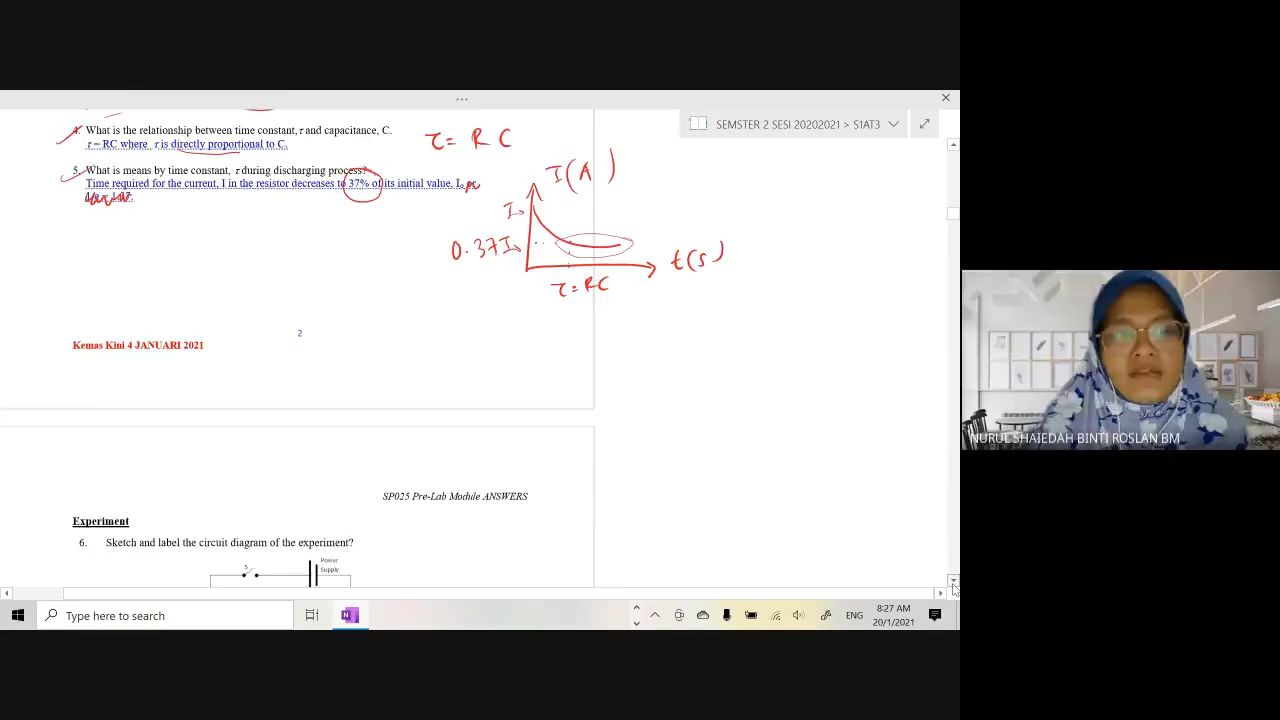 SEMSTER 2 SESI 20202021 > S1AT3
4. What is the relationship between time constant, τ and capacitance, C.
τ = RC where τ is directly proportional to C.
τ = R C
5. What is means by time constant, τ during discharging process?
Time required for the current, I in the resistor decreases to 37% of its initial value, I₀ or
I (A)
I₀
0.37I₀
t(s)
τ = RC
2
Kemas Kini 4 JANUARI 2021
SP025 Pre-Lab Module ANSWERS
Experiment
6. Sketch and label the circuit diagram of the experiment?
Power
Supply
S
NURUL SHAIEDAH BINTI ROSLAN BM
Type here to search
ENG
8:27 AM
20/1/2021